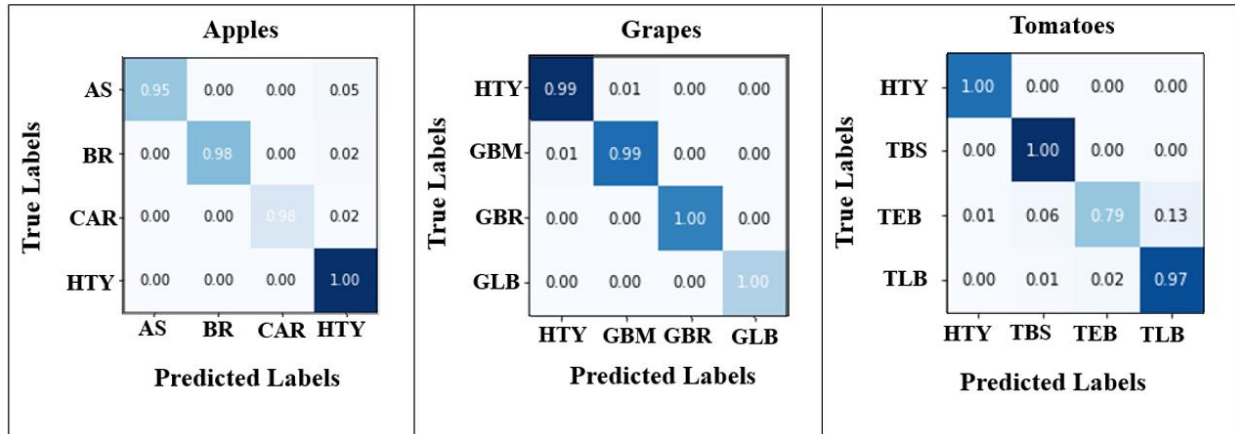 Apples
True Labels
AS 0.95 0.00 0.00 0.05
BR 0.00 0.98 0.00 0.02
CAR 0.00 0.00 0.98 0.02
HTY 0.00 0.00 0.00 1.00
AS BR CAR HTY
Predicted Labels
Grapes
True Labels
HTY 0.99 0.01 0.00 0.00
GBM 0.01 0.99 0.00 0.00
GBR 0.00 0.00 1.00 0.00
GLB 0.00 0.00 0.00 1.00
HTY GBM GBR GLB
Predicted Labels
Tomatoes
True Labels
HTY 1.00 0.00 0.00 0.00
TBS 0.00 1.00 0.00 0.00
TEB 0.01 0.06 0.79 0.13
TLB 0.00 0.01 0.02 0.97
HTY TBS TEB TLB
Predicted Labels